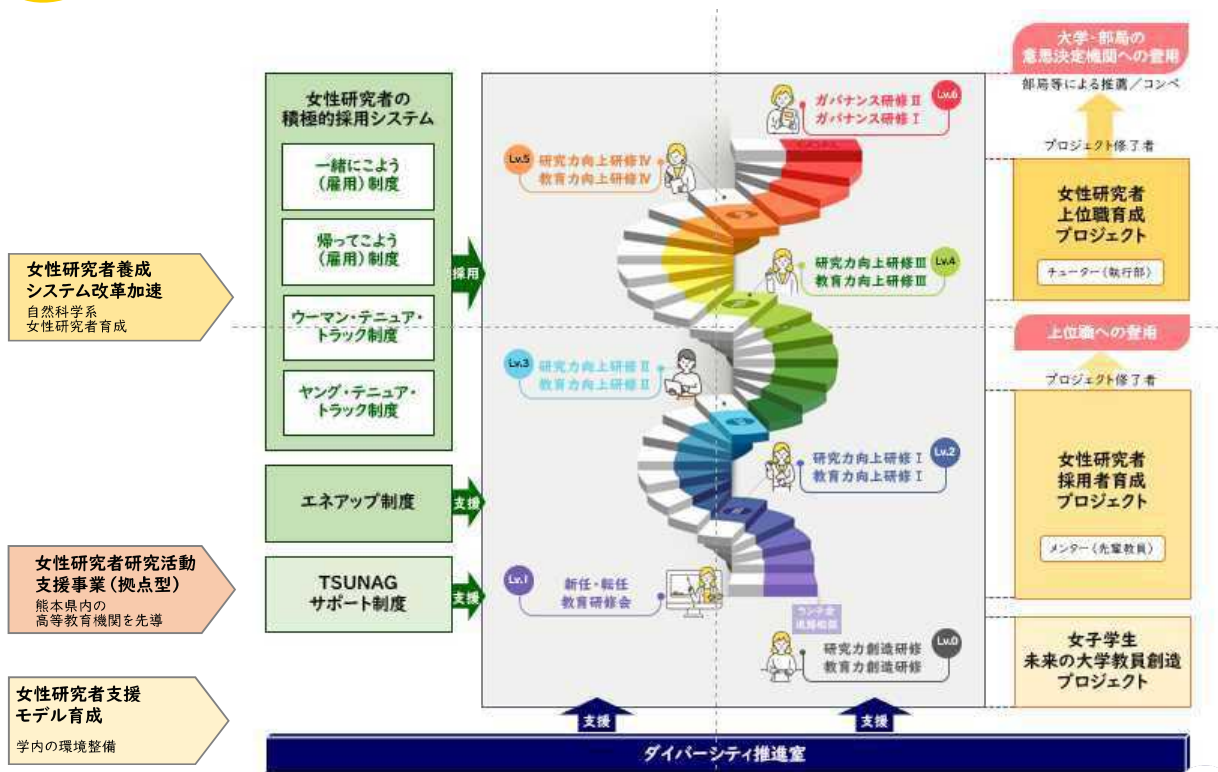 女性研究者養成
システム改革加速
自然科学系
女性研究者育成
女性研究者研究活動
支援事業(拠点型)
熊本県内の
高等教育機関を先導
女性研究者支援
モデル育成
学内の環境整備
女性研究者の
積極的採用システム
一緒にこよう
(雇用)制度
帰ってこよう
(雇用)制度
ウーマン・テニュア・
トラック制度
ヤング・テニュア・
トラック制度
採用
エネアップ制度
支援
TSUNAG
サポート制度
支援
Lv.6
ガバナンス研修Ⅱ
ガバナンス研修Ⅰ
Lv.5
研究力向上研修Ⅳ
教育力向上研修Ⅳ
Lv.4
研究力向上研修Ⅲ
教育力向上研修Ⅲ
Lv.3
研究力向上研修Ⅱ
教育力向上研修Ⅱ
Lv.2
研究力向上研修Ⅰ
教育力向上研修Ⅰ
Lv.1
新任・転任
教育研修会
ランチ会
進路相談
Lv.0
研究力創造研修
教育力創造研修
大学・部局の
意思決定機関への登用
部局等による推薦/コンペ
プロジェクト修了者
女性研究者
上位職育成
プロジェクト
チューター(執行部)
上位職への登用
プロジェクト修了者
女性研究者
採用者育成
プロジェクト
メンター(先輩教員)
女子学生
未来の大学教員創造
プロジェクト
支援
支援
ダイバーシティ推進室